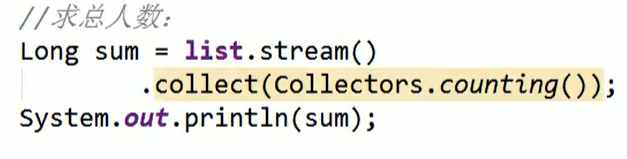 //求总人数:
Long sum = list.stream()
.collect(Collectors.counting());
System.out.println(sum);